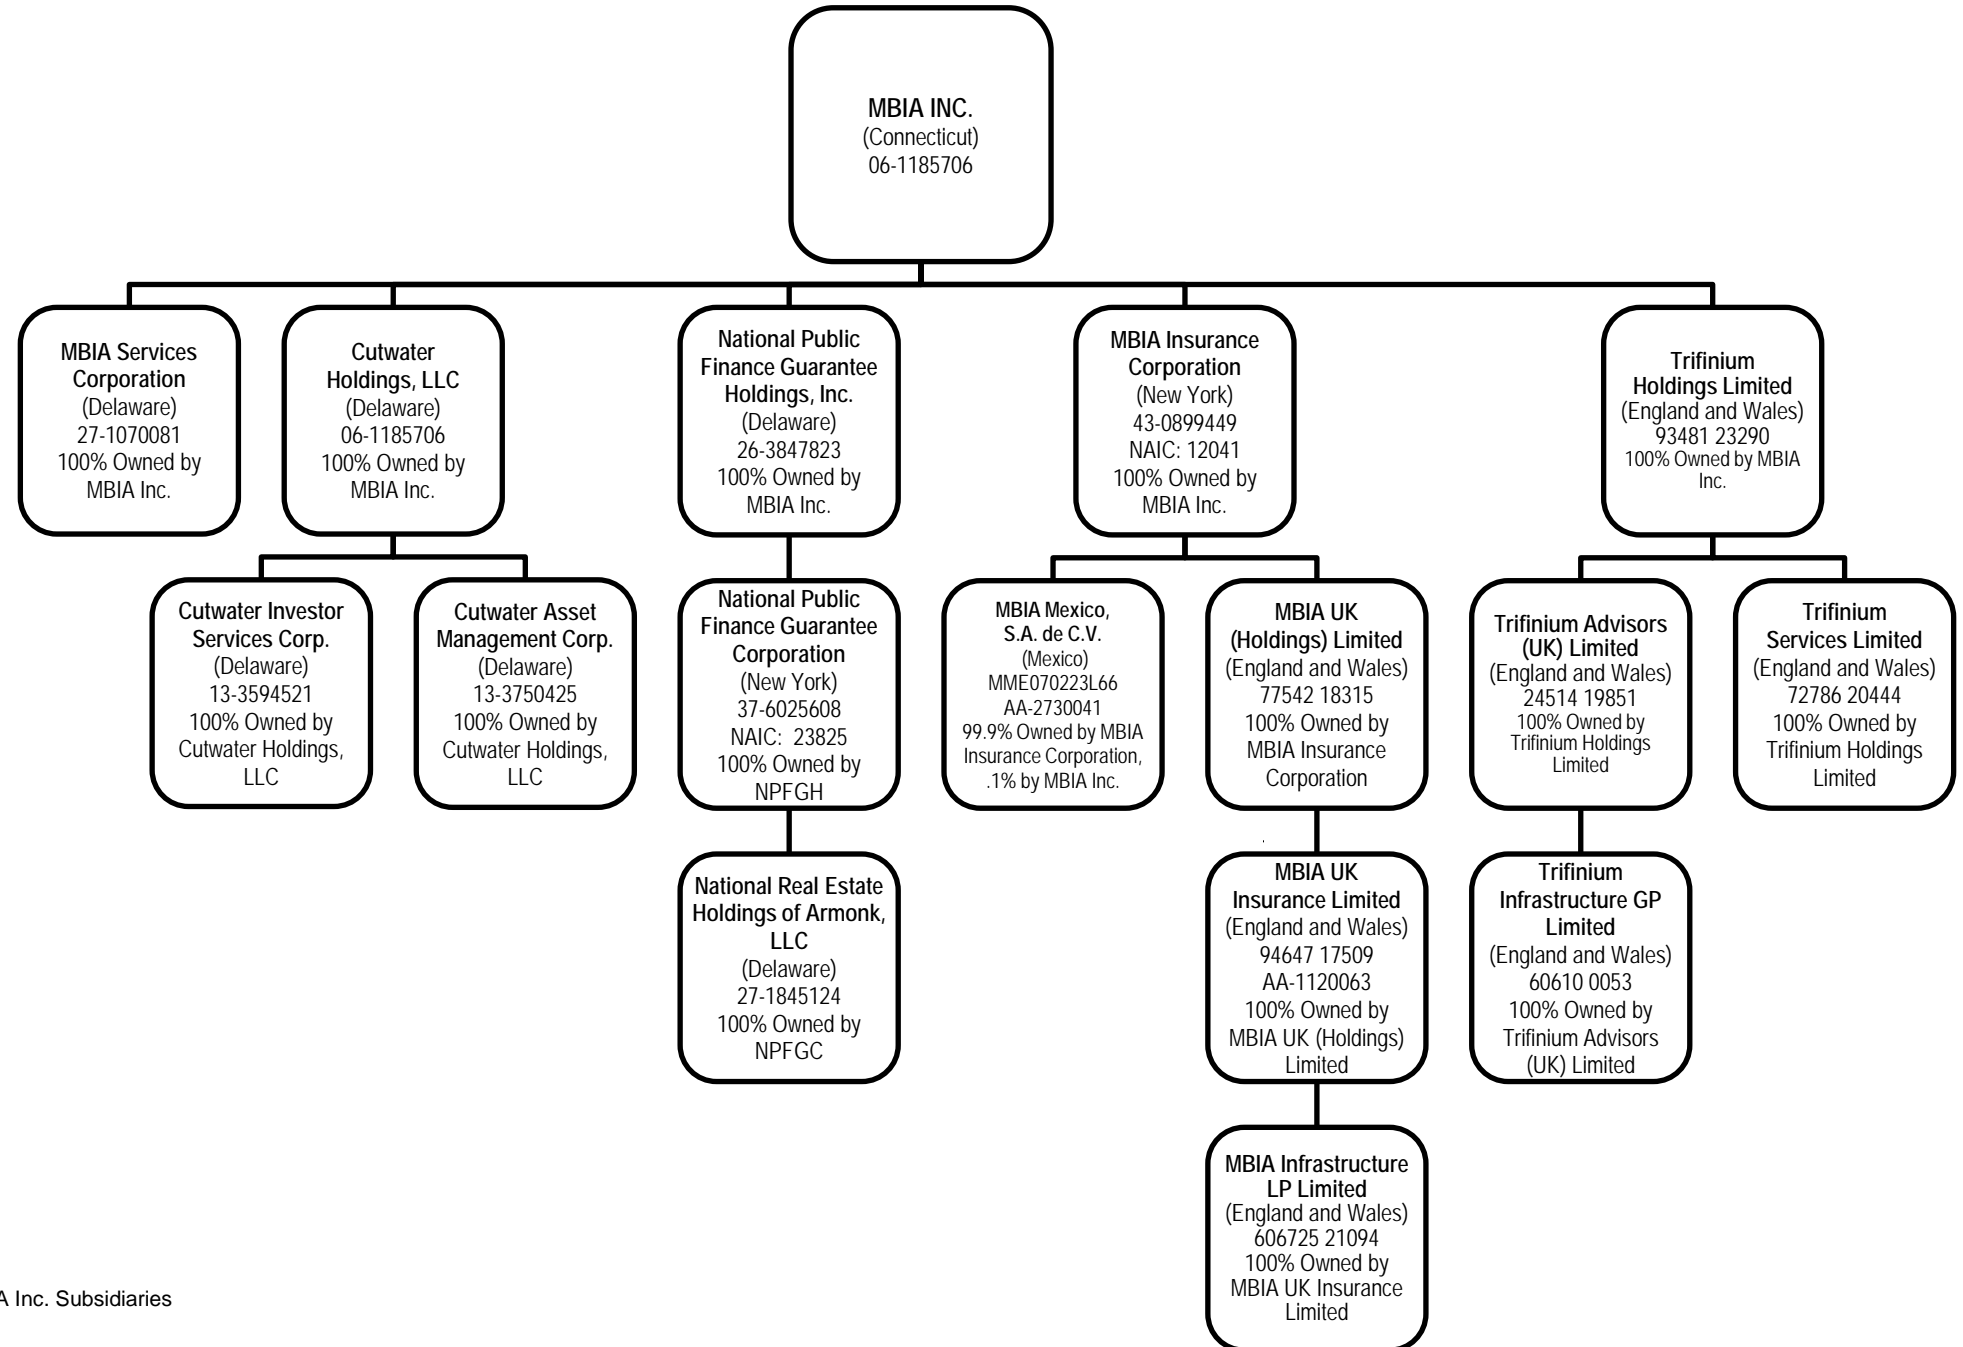 MBIA INC.
(Connecticut)
06-1185706
MBIA Services
Corporation
(Delaware)
27-1070081
100% Owned by
MBIA Inc.
Cutwater
Holdings, LLC
(Delaware)
06-1185706
100% Owned by
MBIA Inc.
National Public
Finance Guarantee
Holdings, Inc.
(Delaware)
26-3847823
100% Owned by
MBIA Inc.
MBIA Insurance
Corporation
(New York)
43-0899449
NAIC: 12041
100% Owned by
MBIA Inc.
Trifinium
Holdings Limited
(England and Wales)
93481 23290
100% Owned by MBIA
Inc.
Cutwater Investor
Services Corp.
(Delaware)
13-3594521
100% Owned by
Cutwater Holdings,
LLC
Cutwater Asset
Management Corp.
(Delaware)
13-3750425
100% Owned by
Cutwater Holdings,
LLC
National Public
Finance Guarantee
Corporation
(New York)
37-6025608
NAIC: 23825
100% Owned by
NPFGH
MBIA Mexico,
S.A. de C.V.
(Mexico)
MME070223L66
AA-2730041
99.9% Owned by MBIA
Insurance Corporation,
.1% by MBIA Inc.
MBIA UK
(Holdings) Limited
(England and Wales)
77542 18315
100% Owned by
MBIA Insurance
Corporation
Trifinium Advisors
(UK) Limited
(England and Wales)
24514 19851
100% Owned by
Trifinium Holdings
Limited
Trifinium
Services Limited
(England and Wales)
72786 20444
100% Owned by
Trifinium Holdings
Limited
National Real Estate
Holdings of Armonk,
LLC
(Delaware)
27-1845124
100% Owned by
NPFGC
MBIA UK
Insurance Limited
(England and Wales)
94647 17509
AA-1120063
100% Owned by
MBIA UK (Holdings)
Limited
Trifinium
Infrastructure GP
Limited
(England and Wales)
60610 0053
100% Owned by
Trifinium Advisors
(UK) Limited
MBIA Infrastructure
LP Limited
(England and Wales)
606725 21094
100% Owned by
MBIA UK Insurance
Limited
A Inc. Subsidiaries